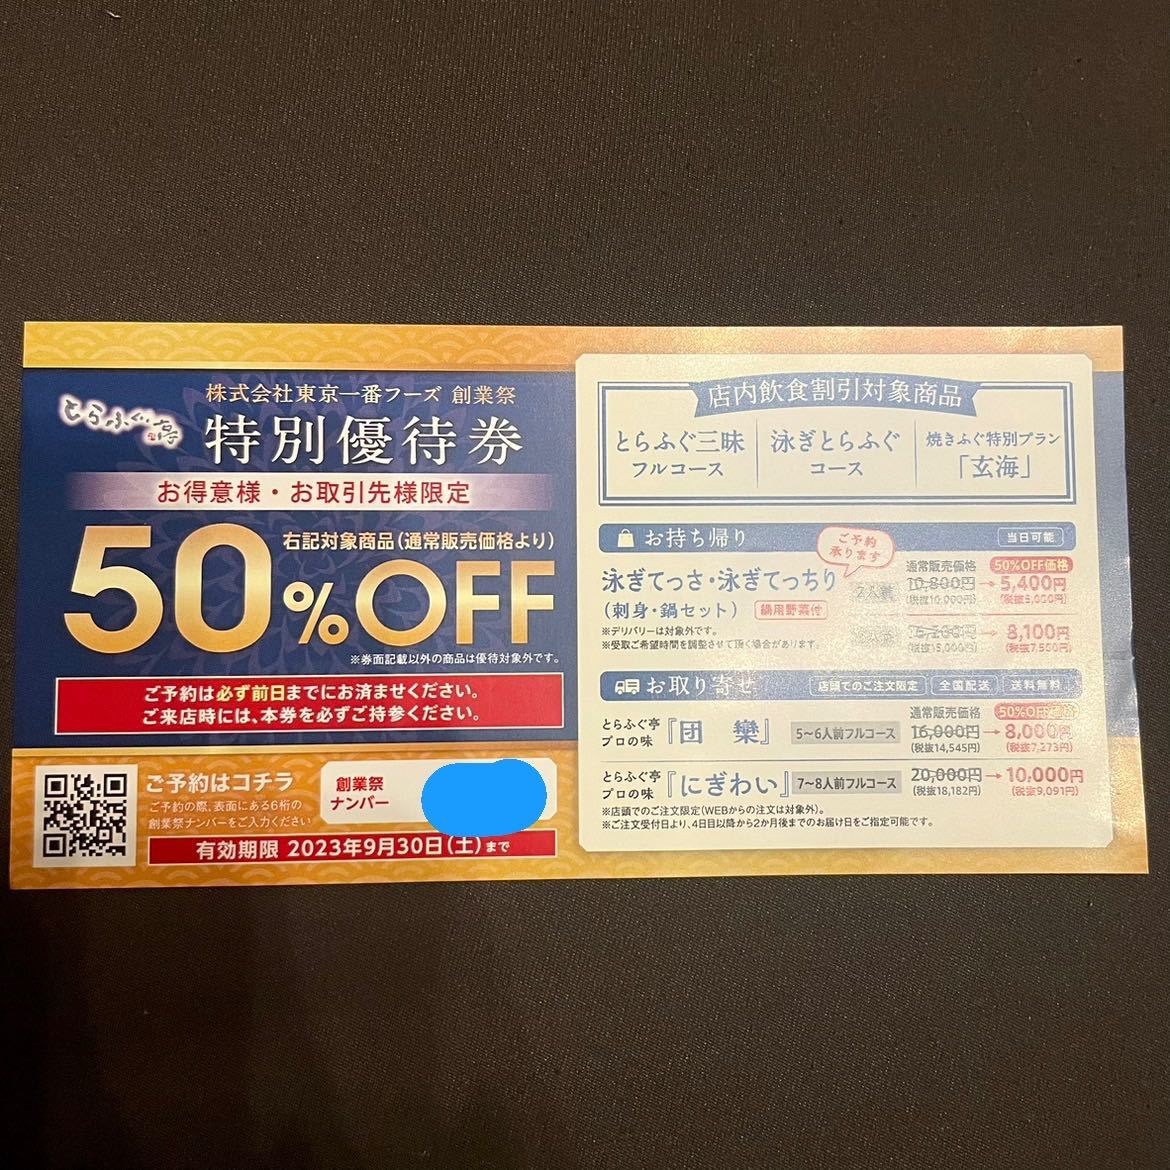 とらふぐ亭
株式会社東京一番フーズ 創業祭
特別優待券
お得意様・お取引先様限定
50%OFF
右記対象商品(通常販売価格より)
※券面記載以外の商品は優待対象外です。
ご予約は必ず前日までにお済ませください。
ご来店時には、本券を必ずご持参ください。
ご予約はコチラ
ご予約の際、表面にある6桁の
創業祭ナンバーをご入力ください
創業祭
ナンバー
有効期限 2023年9月30日(土)まで
店内飲食割引対象商品
とらふぐ三昧
フルコース
泳ぎとらふぐ
コース
焼きふぐ特別プラン
「玄海」
お持ち帰り
ご予約
承ります
当日可能
泳ぎてっさ・泳ぎてっちり
(刺身・鍋セット) 鍋用野菜付
※デリバリーは対象外です。
※受取ご希望時間を調整させて頂く場合があります。
通常販売価格 50%OFF価格
2人前 10,800円→5,400円
(税抜10,000円) (税抜5,000円)
人前 16,200円→8,100円
(税抜15,000円) (税抜7,500円)
お取り寄せ 店頭でのご注文限定 全国配送 送料無料
通常販売価格 50%OFF価格
とらふぐ亭
プロの味
『団欒』 5〜6人前フルコース 16,000円→8,000円
(税抜14,545円) (税抜7,273円)
とらふぐ亭
プロの味
『にぎわい』 7〜8人前フルコース 20,000円→10,000円
(税抜18,182円) (税抜9,091円)
※店頭でのご注文限定(WEBからの注文は対象外)。
※ご注文受付日より、4日目以降から2か月後までのお届け日をご指定可能です。